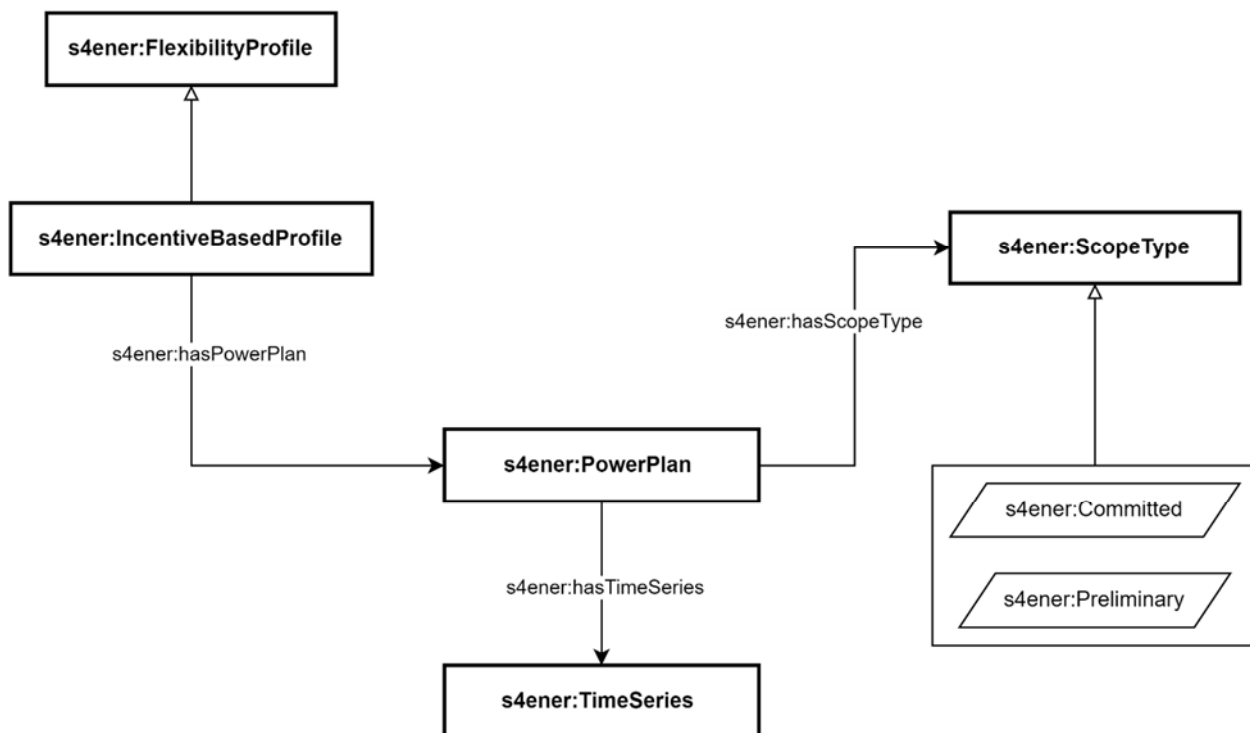 s4ener:FlexibilityProfile
s4ener:IncentiveBasedProfile
s4ener:ScopeType
s4ener:hasScopeType
s4ener:hasPowerPlan
s4ener:PowerPlan
s4ener:Committed
s4ener:hasTimeSeries
s4ener:Preliminary
s4ener:TimeSeries